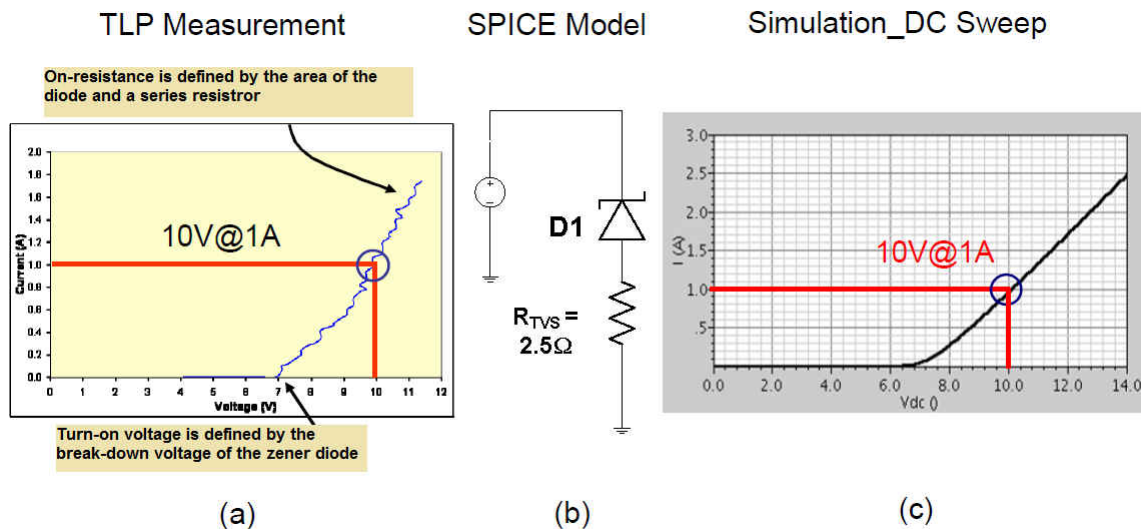 TLP Measurement
SPICE Model
Simulation_DC Sweep
On-resistance is defined by the area of the
diode and a series resistror
2.0
1.8
1.6
1.4
1.2
1.0
0.8
0.6
0.4
0.2
0.0
Current (A)
10V@1A
0 1 2 3 4 5 6 7 8 9 10 11 12
Voltage (V)
Turn-on voltage is defined by the
break-down voltage of the zener diode
(a)
+
-
D1
RTVS =
2.5Ω
(b)
3.0
2.5
2.0
1.5
1.0
.5
I (A)
10V@1A
0.0 2.0 4.0 6.0 8.0 10.0 12.0 14.0
Vdc ()
(c)